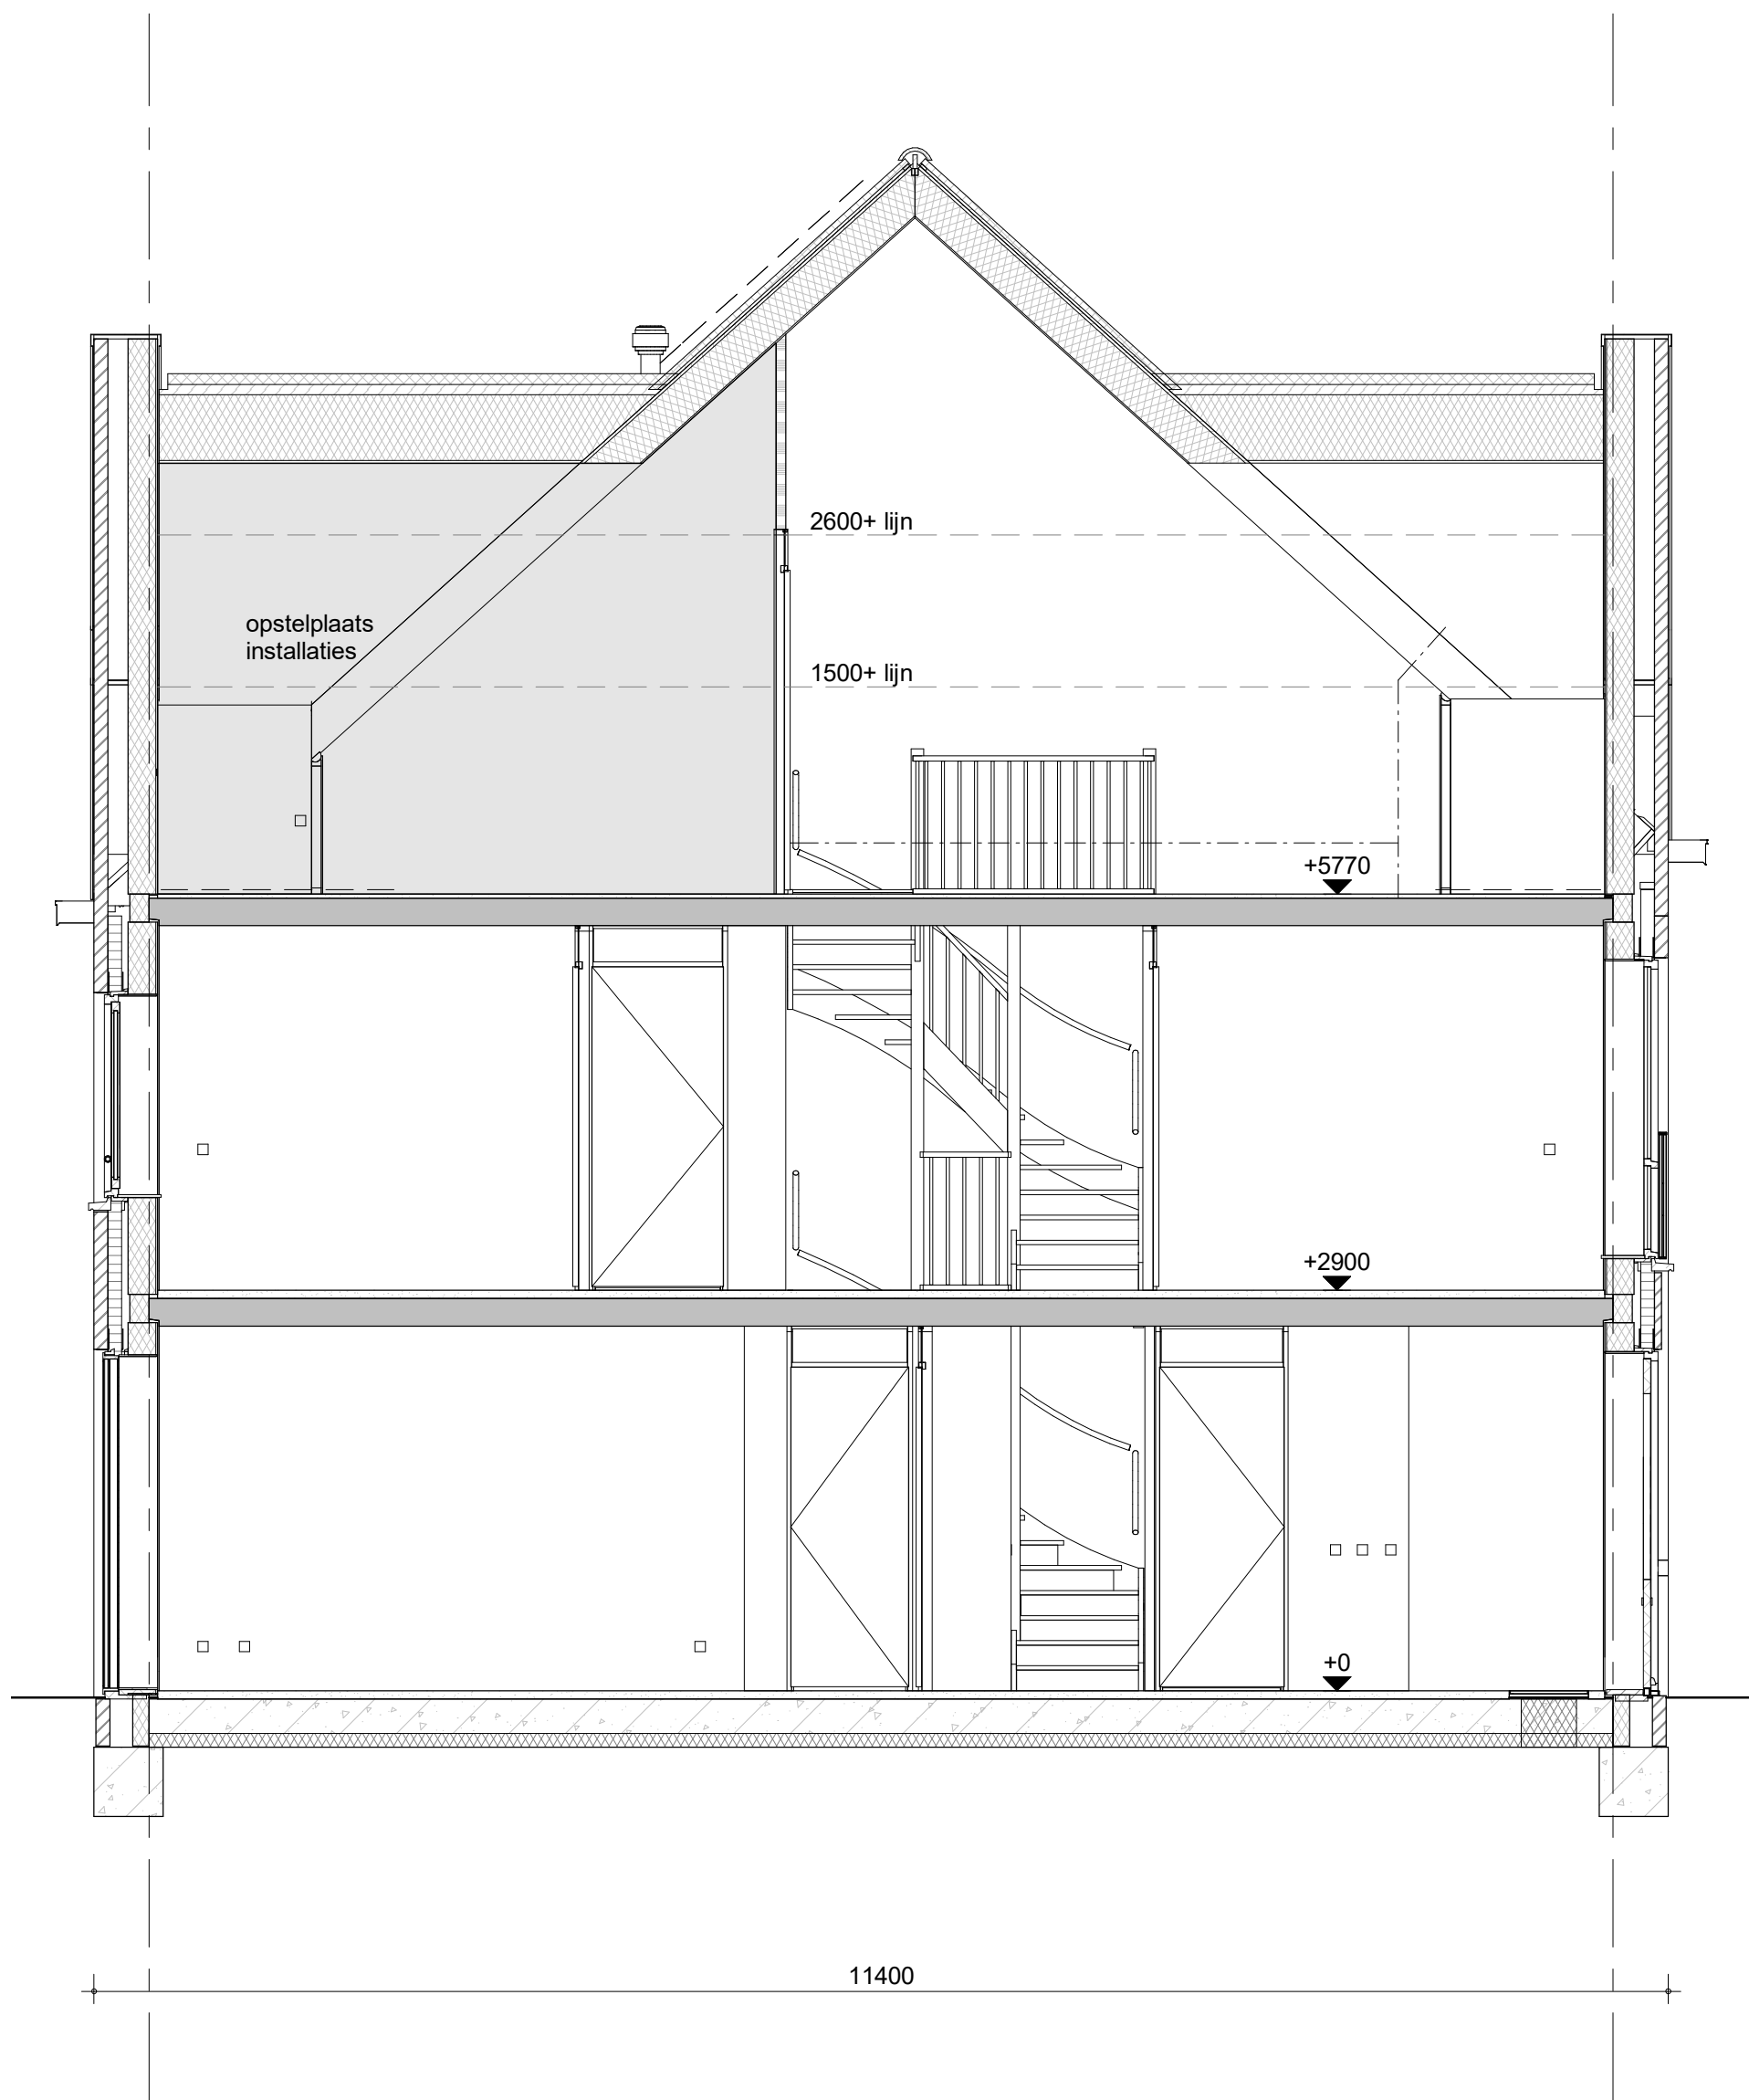 2600+ lijn
opstelplaats
installaties
1500+ lijn
+5770
+2900
+0
11400